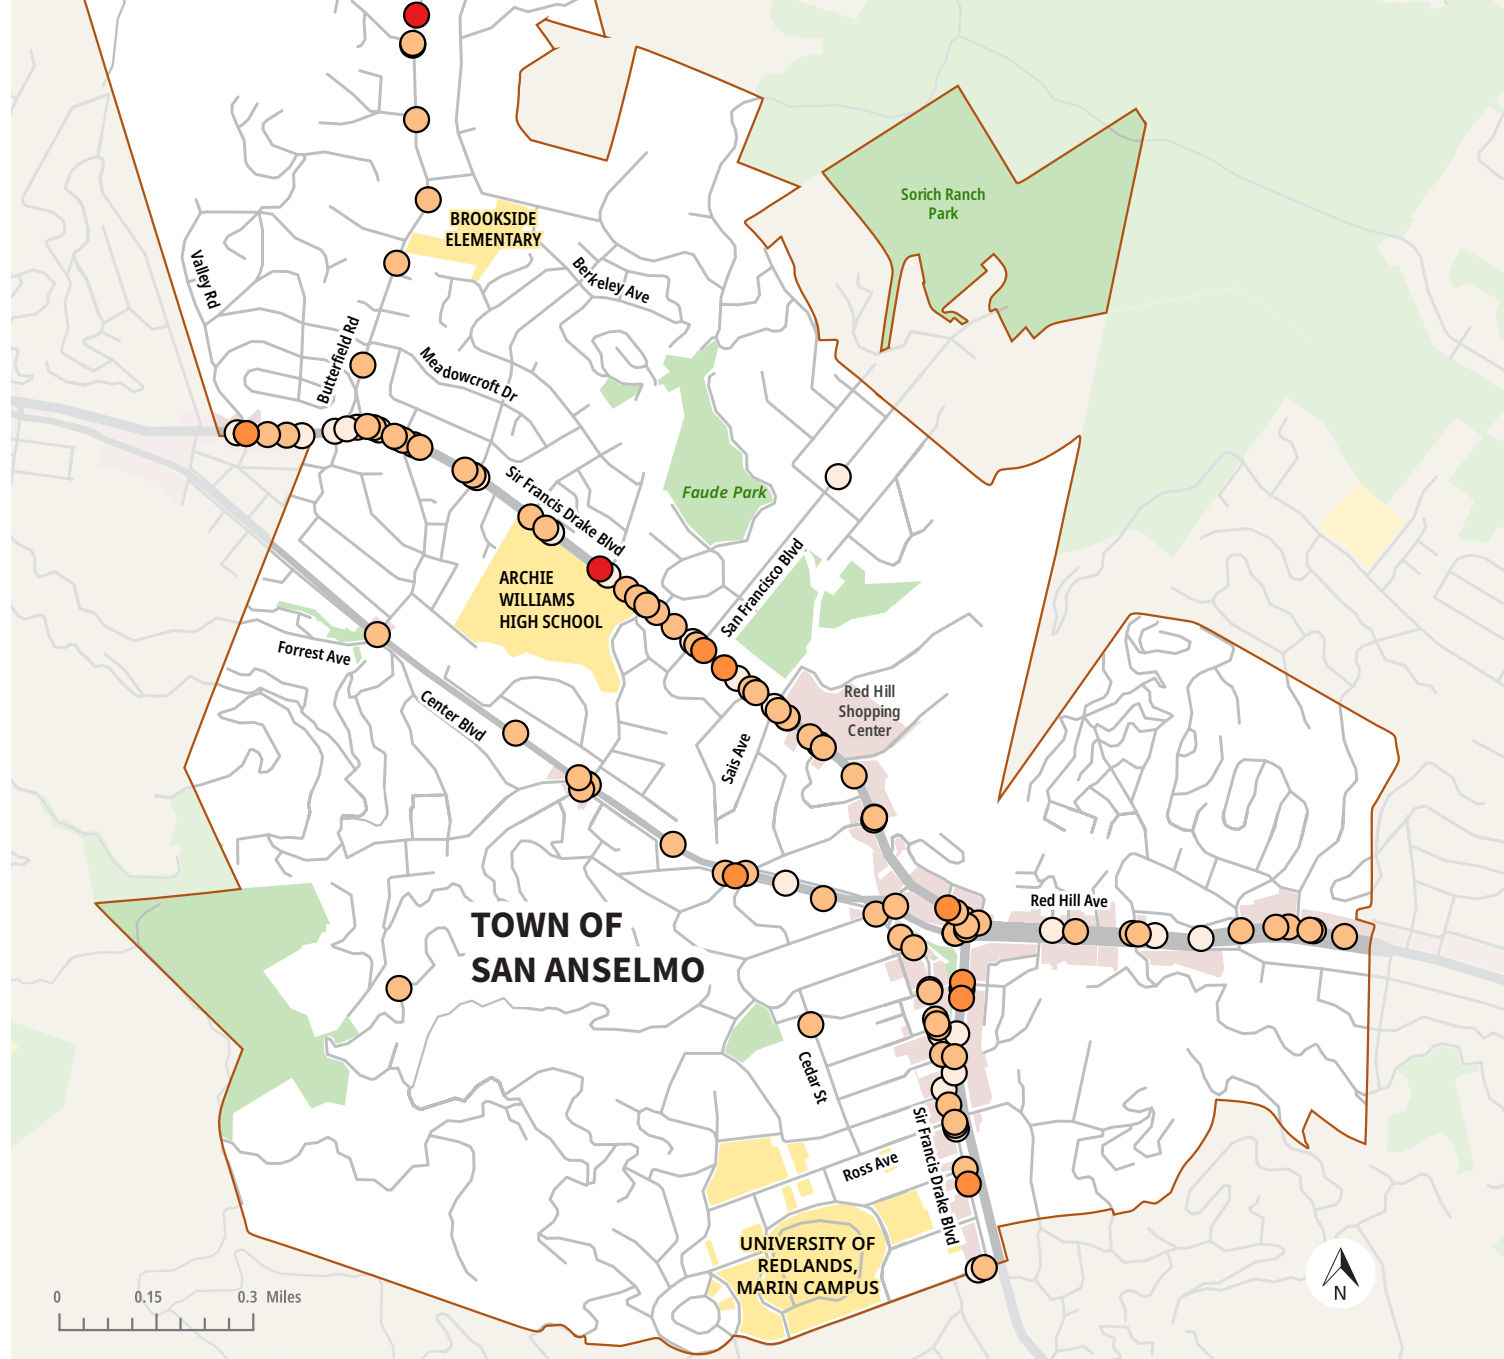 Sorich Ranch
Park
BROOKSIDE
ELEMENTARY
Valley Rd
Berkeley Ave
Butterfield Rd
Meadowcroft Dr
Sir Francis Drake Blvd
Faude Park
San Francisco Blvd
ARCHIE
WILLIAMS
HIGH SCHOOL
Forrest Ave
Center Blvd
Sais Ave
Red Hill
Shopping
Center
Red Hill Ave
TOWN OF
SAN ANSELMO
Cedar St
Sir Francis Drake Blvd
Ross Ave
UNIVERSITY OF
REDLANDS,
MARIN CAMPUS
0 0.15 0.3 Miles
N